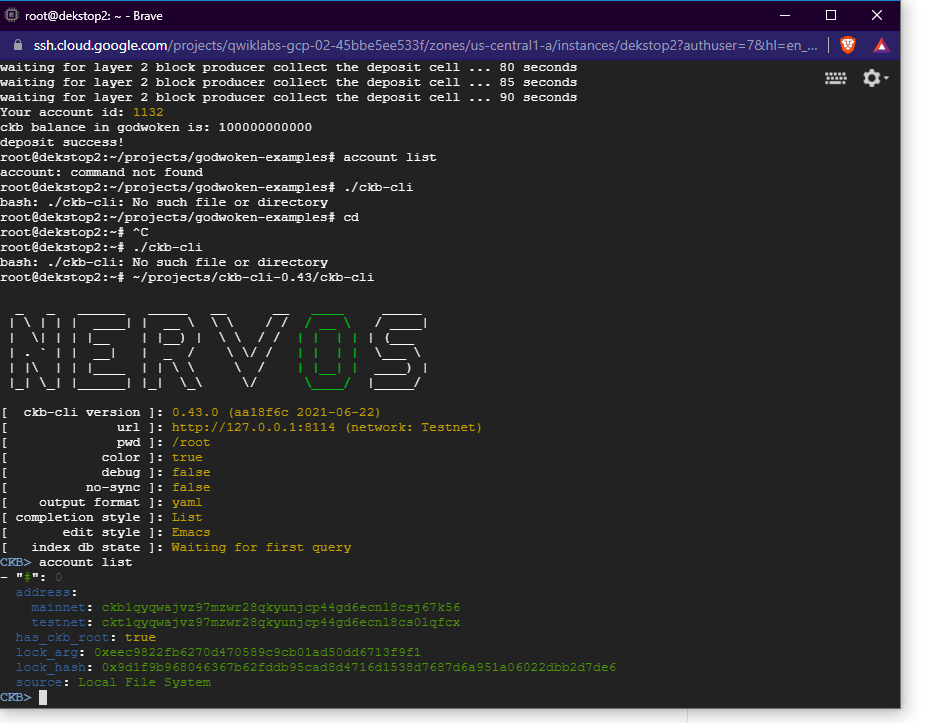 root@dekstop2: ~ - Brave
ssh.cloud.google.com/projects/qwiklabs-gcp-02-45bbe5ee533f/zones/us-central1-a/instances/dekstop2?authuser=7&hl=en_...
waiting for layer 2 block producer collect the deposit cell ... 80 seconds
waiting for layer 2 block producer collect the deposit cell ... 85 seconds
waiting for layer 2 block producer collect the deposit cell ... 90 seconds
Your account id: 1132
ckb balance in godwoken is: 100000000000
deposit success!
root@dekstop2:~/projects/godwoken-examples# account list
account: command not found
root@dekstop2:~/projects/godwoken-examples# ./ckb-cli
bash: ./ckb-cli: No such file or directory
root@dekstop2:~/projects/godwoken-examples# cd
root@dekstop2:~# ^C
root@dekstop2:~# ./ckb-cli
bash: ./ckb-cli: No such file or directory
root@dekstop2:~# ~/projects/ckb-cli-0.43/ckb-cli
NERVOS
[ ckb-cli version ]: 0.43.0 (aa18f6c 2021-06-22)
[ url ]: http://127.0.0.1:8114 (network: Testnet)
[ pwd ]: /root
[ color ]: true
[ debug ]: false
[ no-sync ]: false
[ output format ]: yaml
[ completion style ]: List
[ edit style ]: Emacs
[ index db state ]: Waiting for first query
CKB> account list
- "#": 0
address:
mainnet: ckb1qyqwajvz97mzwr28qkyunjcp44gd6ecnl8csj67k56
testnet: ckt1qyqwajvz97mzwr28qkyunjcp44gd6ecnl8cs0lqfcx
has_ckb_root: true
lock_arg: 0xeec9822fb6270d470589c9cb01ad50dd6713f9f1
lock_hash: 0x9d1f9b968046367b62fddb95cad8d4716d1538d7687d6a951a06022dbb2d7de6
source: Local File System
CKB>